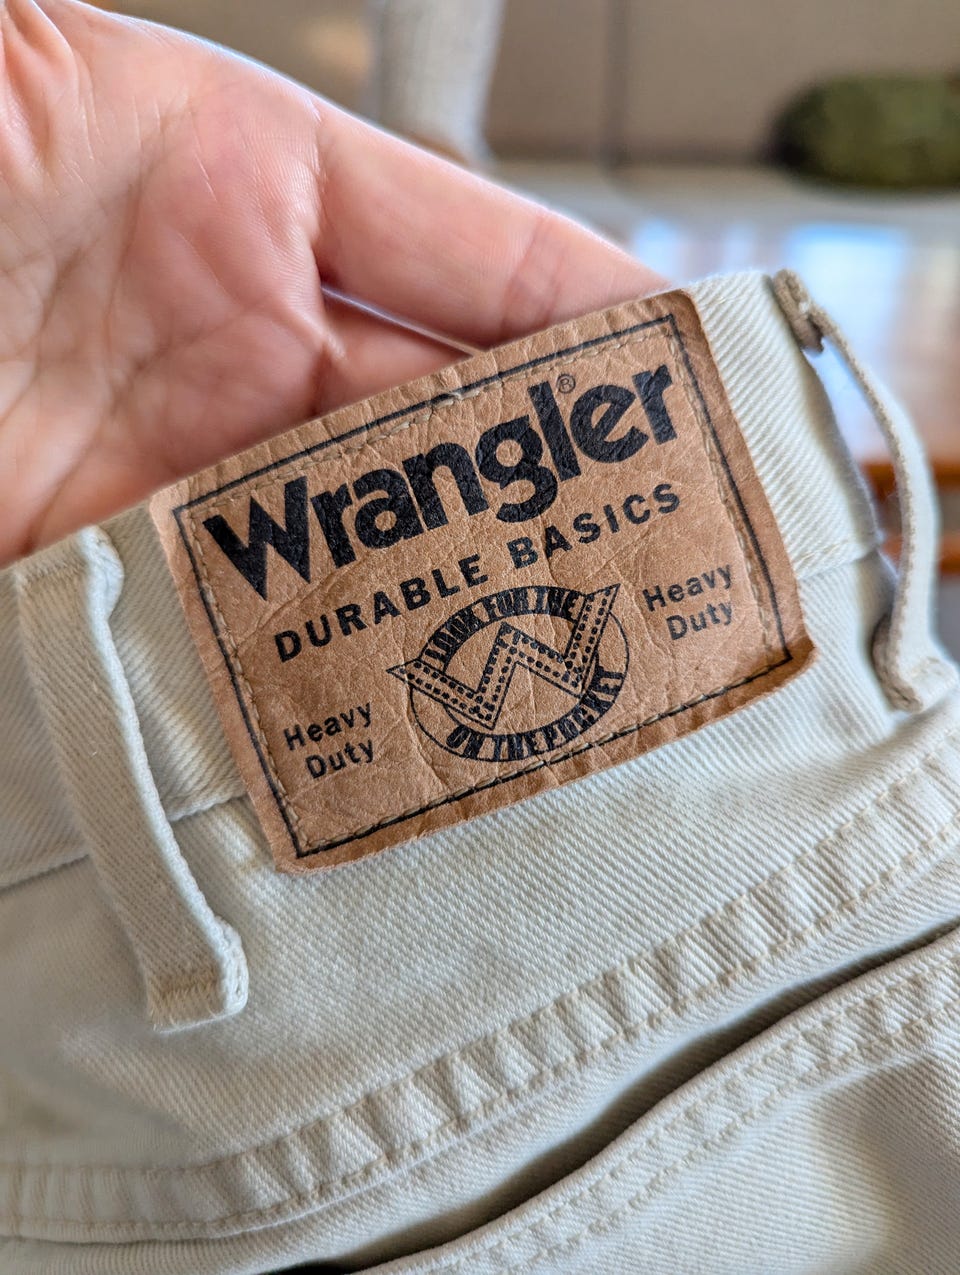 Wrangler®
DURABLE BASICS
LOOK FOR THE
W
ON THE POCKET
Heavy
Duty
Heavy
Duty